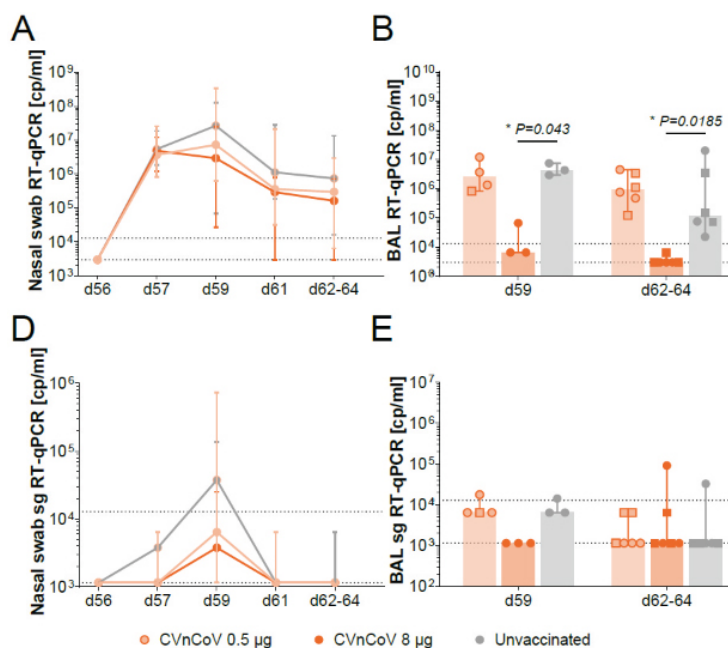 A
B
Nasal swab RT-qPCR [cp/ml]
10⁹
10⁸
10⁷
10⁶
10⁵
10⁴
10³
d56 d57 d59 d61 d62-64
BAL RT-qPCR [cp/ml]
10¹⁰
10⁹
10⁸
10⁷
10⁶
10⁵
10⁴
* P=0.043
* P=0.0185
d59 d62-64
D
E
Nasal swab sg RT-qPCR [cp/ml]
10⁶
10⁵
10⁴
10³
d56 d57 d59 d61 d62-64
BAL sg RT-qPCR [cp/ml]
10⁷
10⁶
10⁵
10⁴
10³
10²
d59 d62-64
CVnCoV 0.5 µg CVnCoV 8 µg Unvaccinated